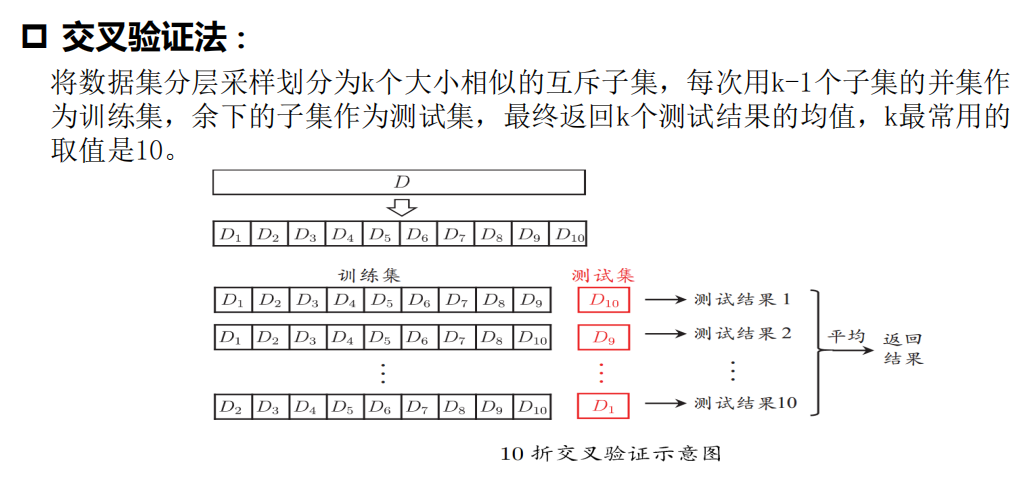 交叉验证法：
将数据集分层采样划分为k个大小相似的互斥子集，每次用k-1个子集的并集作
为训练集，余下的子集作为测试集，最终返回k个测试结果的均值，k最常用的
取值是10。
D
D1 D2 D3 D4 D5 D6 D7 D8 D9 D10
训练集 测试集
D1 D2 D3 D4 D5 D6 D7 D8 D9 D10 测试结果 1
D1 D2 D3 D4 D5 D6 D7 D8 D10 D9 测试结果 2
平均 返回
结果
⋮ ⋮ ⋮
D2 D3 D4 D5 D6 D7 D8 D9 D10 D1 测试结果10
10 折交叉验证示意图